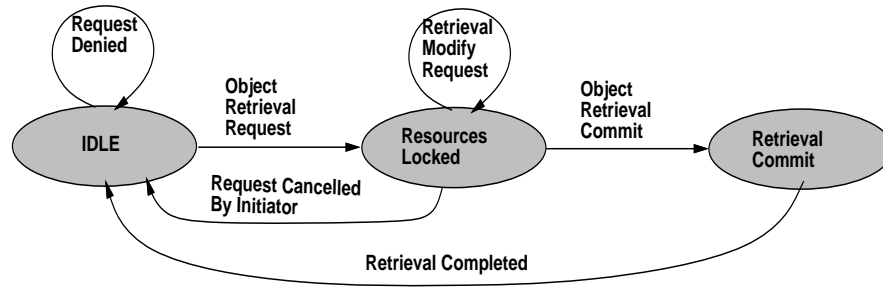 Request
Denied
Retrieval
Modify
Request
Object
Retrieval
Request
Object
Retrieval
Commit
IDLE
Resources
Locked
Retrieval
Commit
Request Cancelled
By Initiator
Retrieval Completed